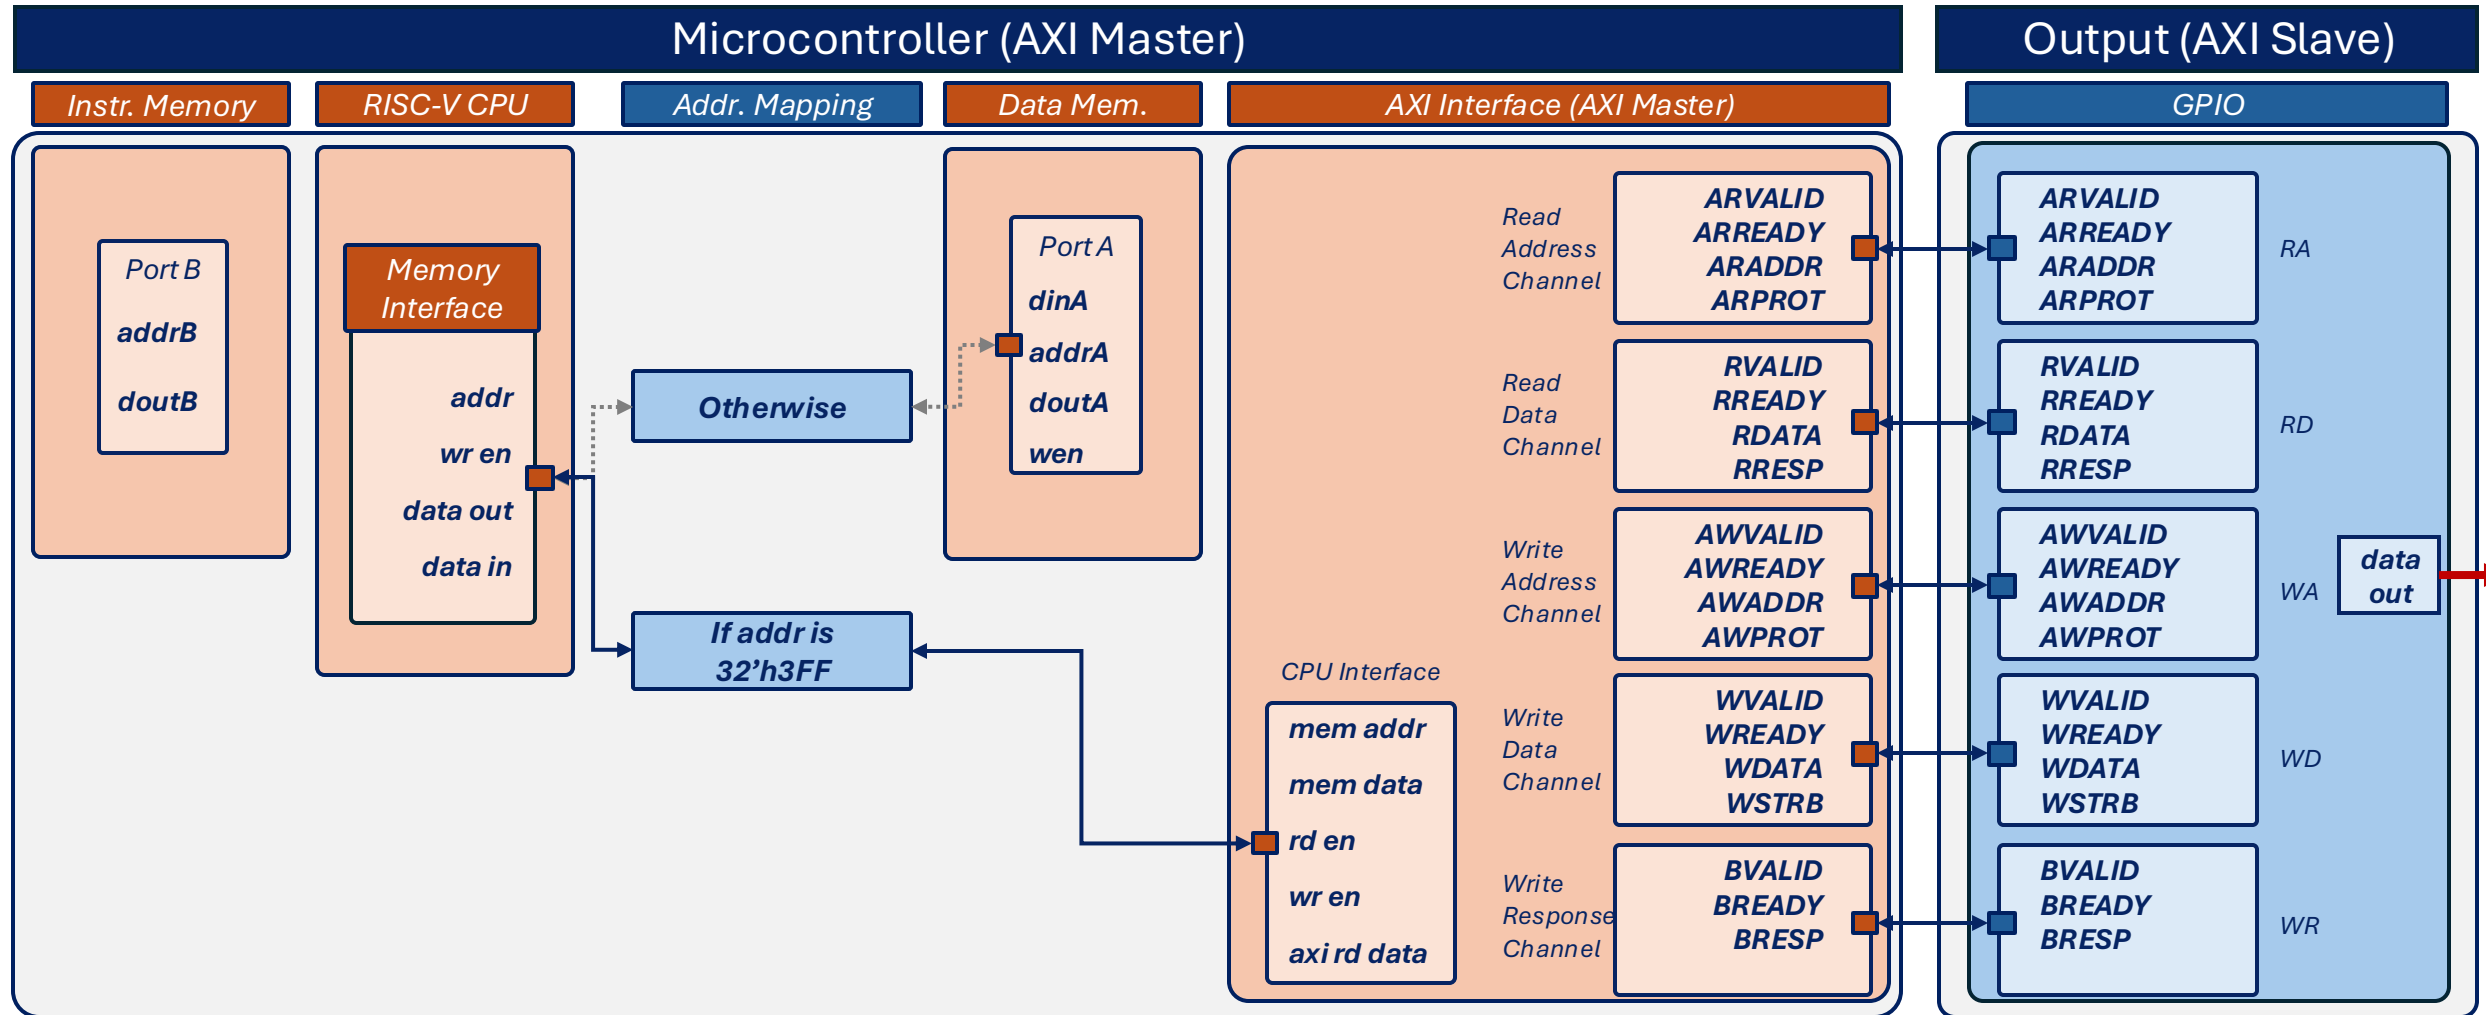 Microcontroller (AXI Master)
Output (AXI Slave)
Instr. Memory
RISC-V CPU
Addr. Mapping
Data Mem.
AXI Interface (AXI Master)
GPIO
Port B
addrB
doutB
Memory
Interface
addr
wr en
data out
data in
Otherwise
If addr is
32’h3FF
Port A
dinA
addrA
doutA
wen
CPU Interface
mem addr
mem data
rd en
wr en
axi rd data
Read
Address
Channel
ARVALID
ARREADY
ARADDR
ARPROT
Read
Data
Channel
RVALID
RREADY
RDATA
RRESP
Write
Address
Channel
AWVALID
AWREADY
AWADDR
AWPROT
Write
Data
Channel
WVALID
WREADY
WDATA
WSTRB
Write
Response
Channel
BVALID
BREADY
BRESP
ARVALID
ARREADY
ARADDR
ARPROT
RA
RVALID
RREADY
RDATA
RRESP
RD
AWVALID
AWREADY
AWADDR
AWPROT
WA
WVALID
WREADY
WDATA
WSTRB
WD
BVALID
BREADY
BRESP
WR
data
out